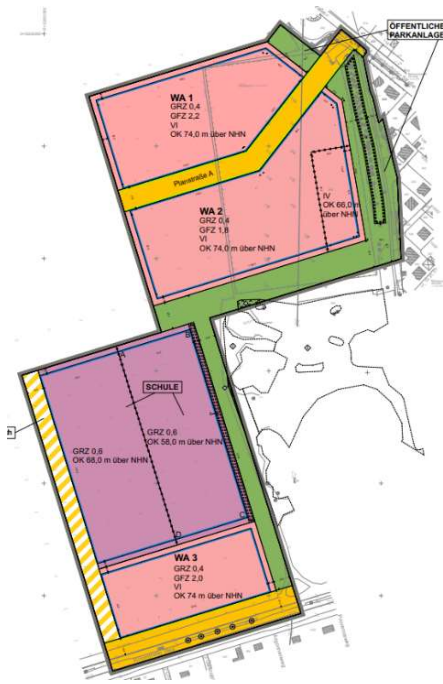 ÖFFENTLICHE
PARKANLAGE
WA 1
GRZ 0,4
GFZ 2,2
VI
OK 74,0 m über NHN
Planstraße A
WA 2
GRZ 0,4
GFZ 1,8
VI
OK 74,0 m über NHN
IV
OK 66,0 m
über NHN
SCHULE
GRZ 0,6
OK 58,0 m über NHN
GRZ 0,6
OK 68,0 m über NHN
h
WA 3
GRZ 0,4
GFZ 2,0
VI
OK 74 m über NHN